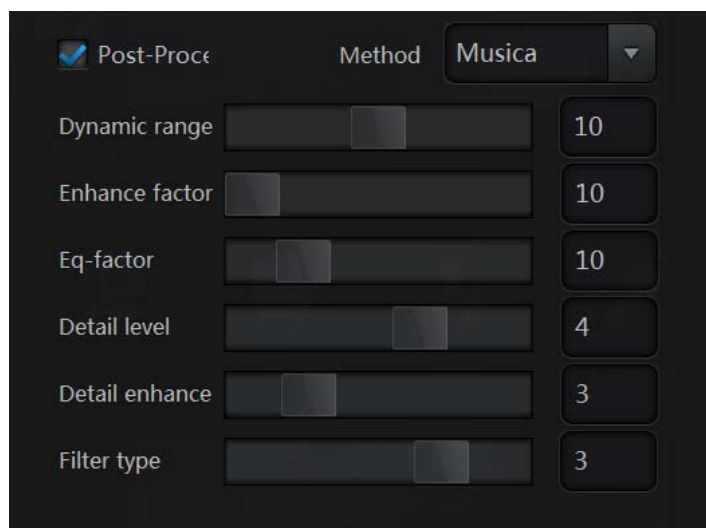 Post-Proce Method Musica
Dynamic range 10
Enhance factor 10
Eq-factor 10
Detail level 4
Detail enhance 3
Filter type 3